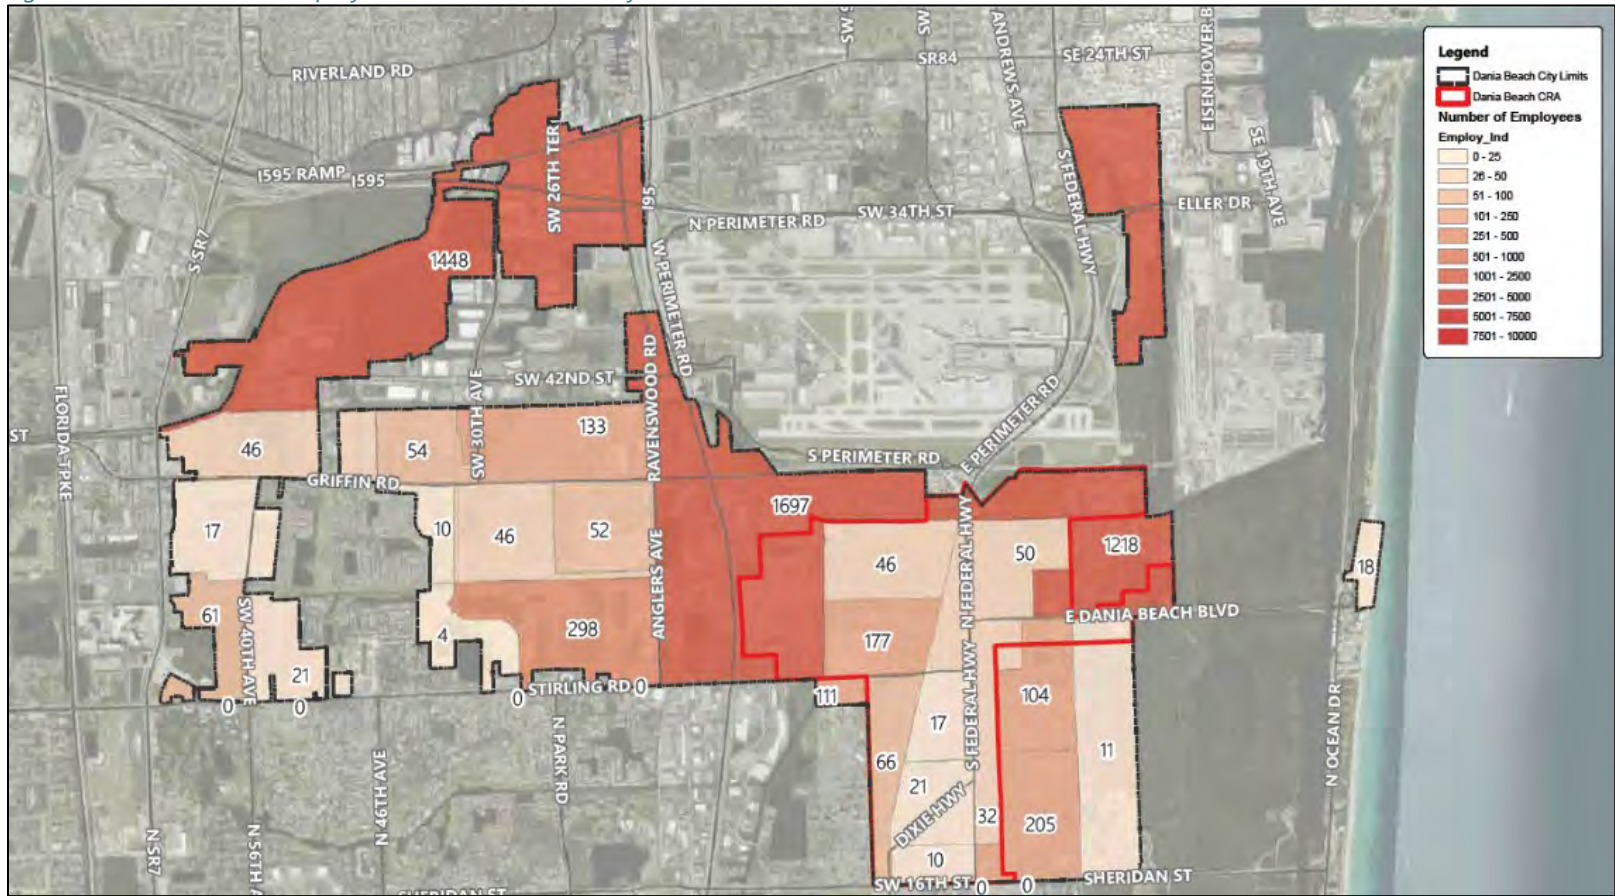 RIVERLAND RD
SW 26TH TER
I595 RAMP
I595
I95
S SR7
SR84
ANDREWS AVE
SE 24TH ST
EISENHOWER B
SE 19TH AVE
S FEDERAL HWY
ELLER DR
N PERIMETER RD
SW 34TH ST
W PERIMETER RD
1448
SW 42ND ST
RAVENSWOOD RD
FLORIDA TPKE
ST
46
54
SW 30TH AVE
133
GRIFFIN RD
S PERIMETER RD
E PERIMETER RD
17
10
46
52
ANGLERS AVE
1697
46
N FEDERAL HWY
50
1218
18
61
SW 40TH AVE
21
4
298
177
E DANIA BEACH BLVD
0
0
0
STIRLING RD
0
111
66
17
S FEDERAL HWY
104
11
21
DIXIE HWY
32
205
10
SW 16TH ST
0
0
SHERIDAN ST
N SR7
N 56TH A
N 46TH AVE
N PARK RD
SHERIDAN ST
N OCEAN DR
Legend
Dania Beach City Limits
Dania Beach CRA
Number of Employees
Employ_Ind
0 - 25
26 - 50
51 - 100
101 - 250
251 - 500
501 - 1000
1001 - 2500
2501 - 5000
5001 - 7500
7501 - 10000